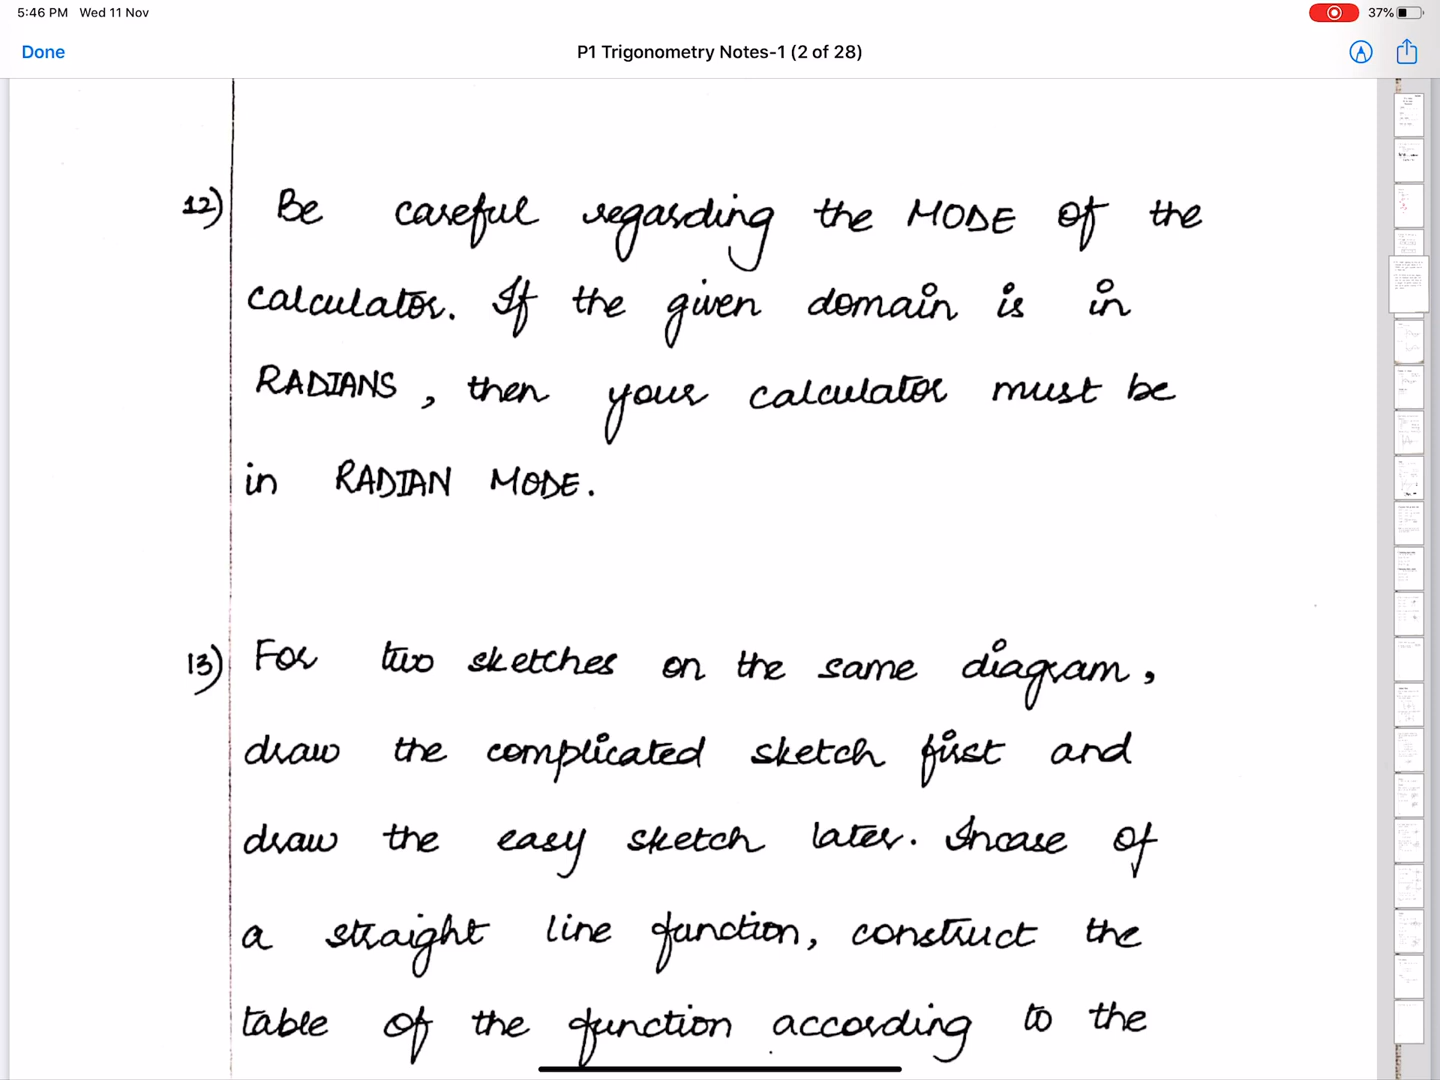 5:46 PM Wed 11 Nov
37%
Done
P1 Trigonometry Notes-1 (2 of 28)
12) Be careful regarding the MODE of the
calculator. If the given domain is in
RADIANS, then your calculator must be
in RADIAN MODE.
13) For two sketches on the same diagram,
draw the complicated sketch first and
draw the easy sketch later. Incase of
a straight line function, construct the
table of the function according to the